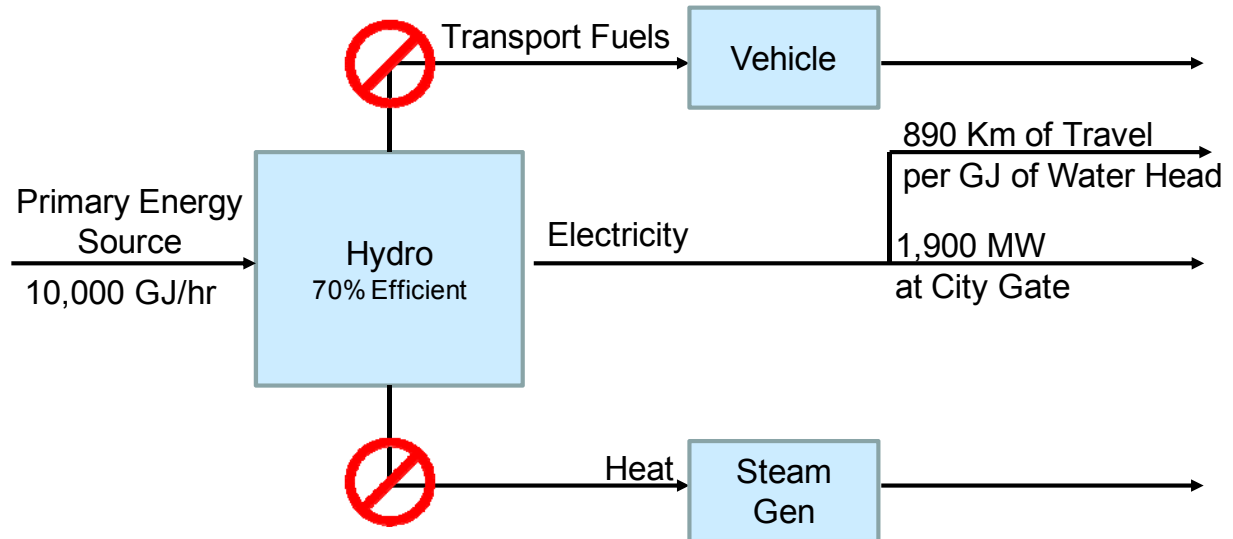 Transport Fuels
Vehicle
890 Km of Travel
per GJ of Water Head
Primary Energy
Source
10,000 GJ/hr
Hydro
70% Efficient
Electricity
1,900 MW
at City Gate
Heat
Steam
Gen